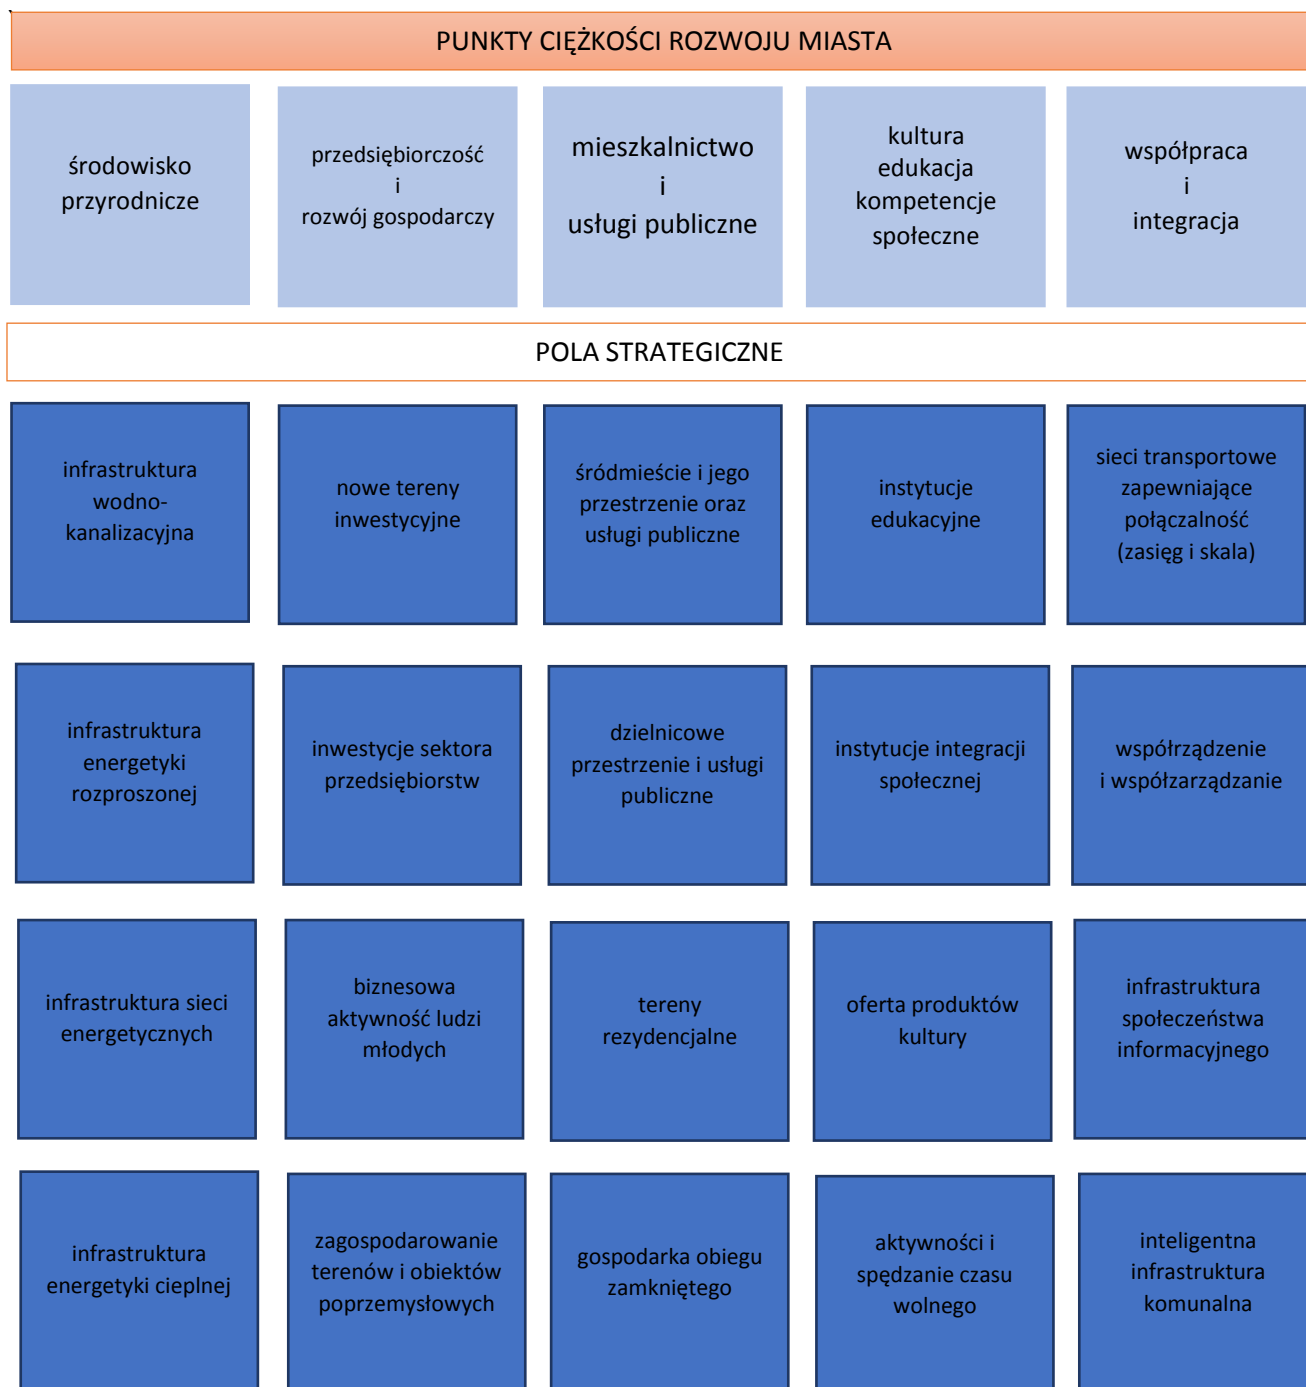 PUNKTY CIĘŻKOŚCI ROZWOJU MIASTA
środowisko
przyrodnicze
przedsiębiorczość
i
rozwój gospodarczy
mieszkalnictwo
i
usługi publiczne
kultura
edukacja
kompetencje
społeczne
współpraca
i
integracja
POLA STRATEGICZNE
infrastruktura
wodno-
kanalizacyjna
nowe tereny
inwestycyjne
śródmieście i jego
przestrzenie oraz
usługi publiczne
instytucje
edukacyjne
sieci transportowe
zapewniające
połączalność
(zasięg i skala)
infrastruktura
energetyki
rozproszonej
inwestycje sektora
przedsiębiorstw
dzielnicowe
przestrzenie i usługi
publiczne
instytucje integracji
społecznej
współrządzenie
i współzarządzanie
infrastruktura sieci
energetycznych
biznesowa
aktywność ludzi
młodych
tereny
rezydencjalne
oferta produktów
kultury
infrastruktura
społeczeństwa
informacyjnego
infrastruktura
energetyki cieplnej
zagospodarowanie
terenów i obiektów
poprzemysłowych
gospodarka obiegu
zamkniętego
aktywności i
spędzanie czasu
wolnego
inteligentna
infrastruktura
komunalna